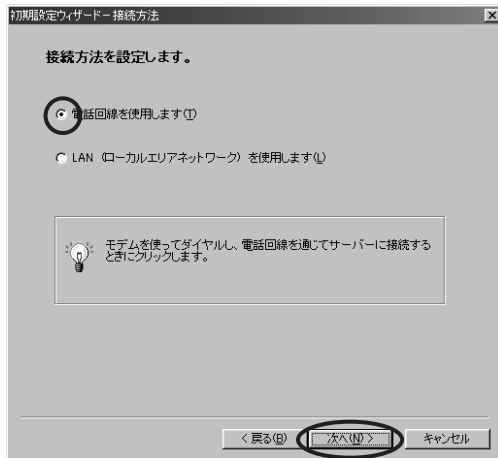 初期設定ウィザード－接続方法
接続方法を設定します。
電話回線を使用します(T)
LAN（ローカルエリアネットワーク）を使用します(L)
モデムを使ってダイヤルし、電話回線を通じてサーバーに接続する
ときにクリックします。
< 戻る(B)
次へ(N) >
キャンセル